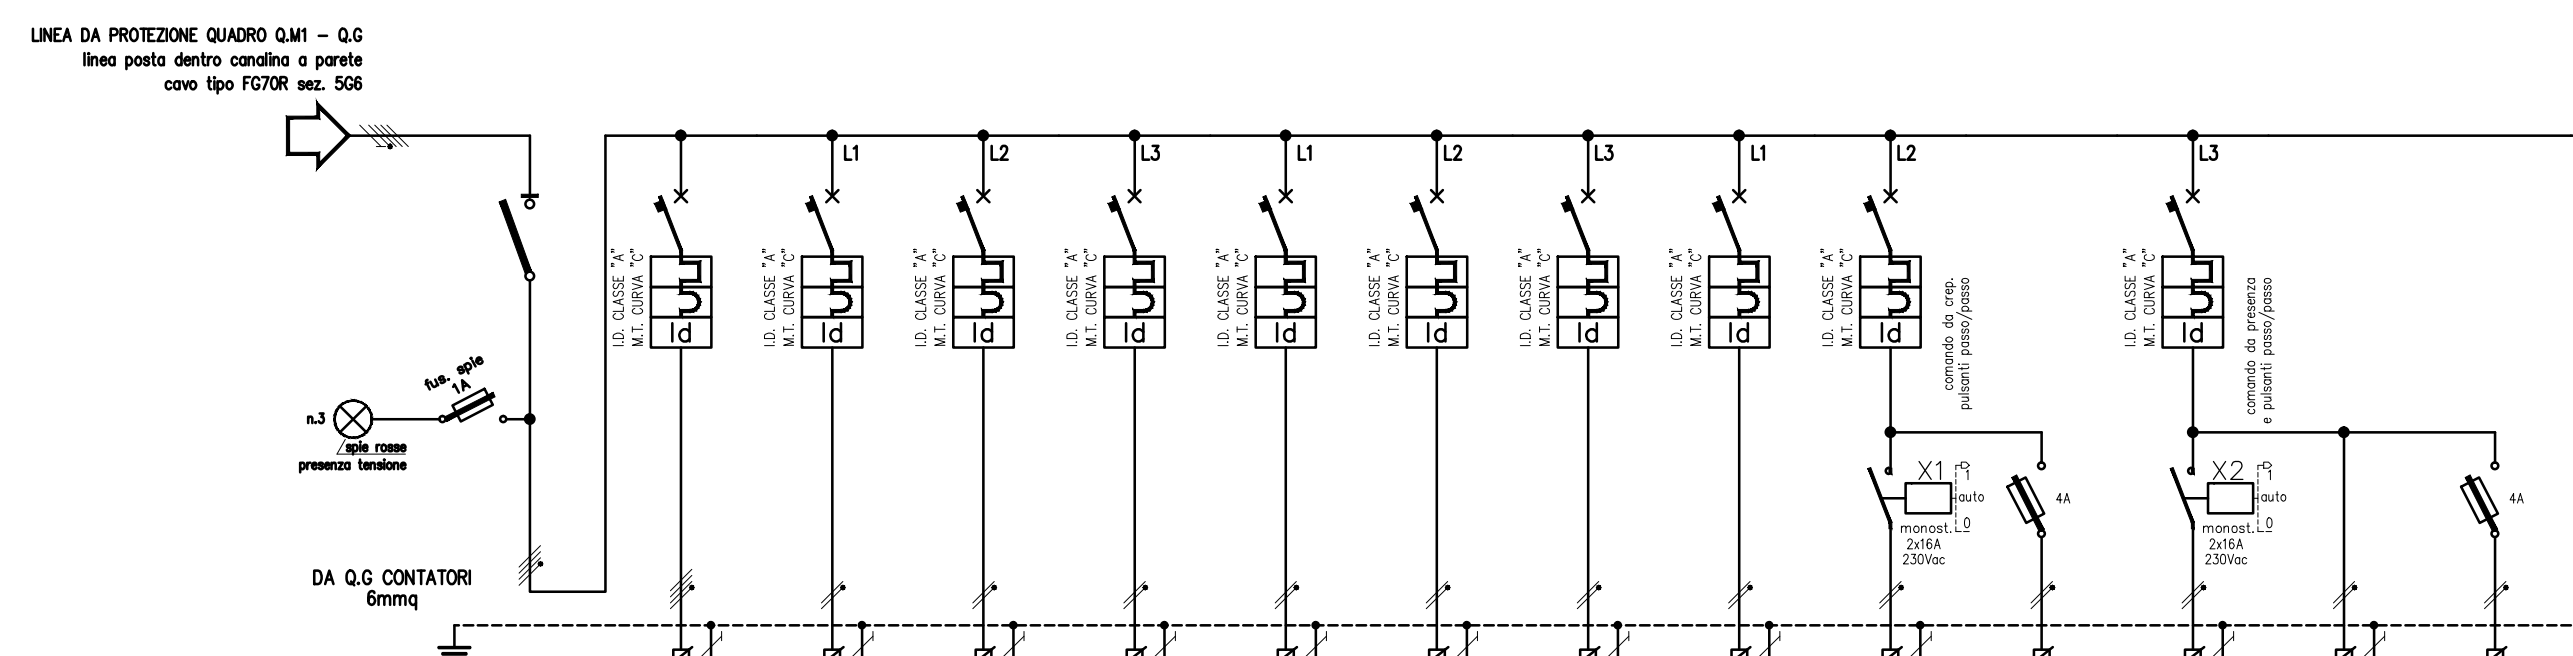 LINEA DA PROTEZIONE QUADRO Q.M1 – Q.G
linea posta dentro canalina a parete
cavo tipo FG7OR sez. 5G6
L1
L2
L3
L1
L2
L3
L1
L2
L3
I.D. CLASSE "A"
M.T. CURVA "C"
Id
I.D. CLASSE "A"
M.T. CURVA "C"
Id
I.D. CLASSE "A"
M.T. CURVA "C"
Id
I.D. CLASSE "A"
M.T. CURVA "C"
Id
I.D. CLASSE "A"
M.T. CURVA "C"
Id
I.D. CLASSE "A"
M.T. CURVA "C"
Id
I.D. CLASSE "A"
M.T. CURVA "C"
Id
I.D. CLASSE "A"
M.T. CURVA "C"
Id
I.D. CLASSE "A"
M.T. CURVA "C"
Id
comando da crep.
pulsanti passo/passo
I.D. CLASSE "A"
M.T. CURVA "C"
Id
comando da presenza
e pulsanti passo/passo
fus. spie
1A
n.3
spie rosse
presenza tensione
X1
1
auto
0
monost.
2x16A
230Vac
4A
X2
1
auto
0
monost.
2x16A
230Vac
4A
DA Q.G CONTATORI
6mmq